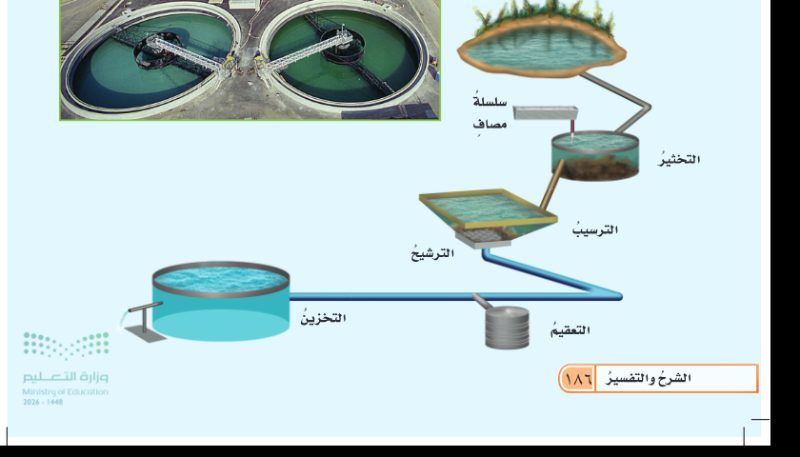 سلسلةُ
مصافٍ
التخثيرُ
الترسيبُ
الترشيحُ
التخزينُ
التعقيمُ
وزارة التعليم
Ministry of Education
2026 - 1448
الشرحُ والتفسيرُ ١٨٦